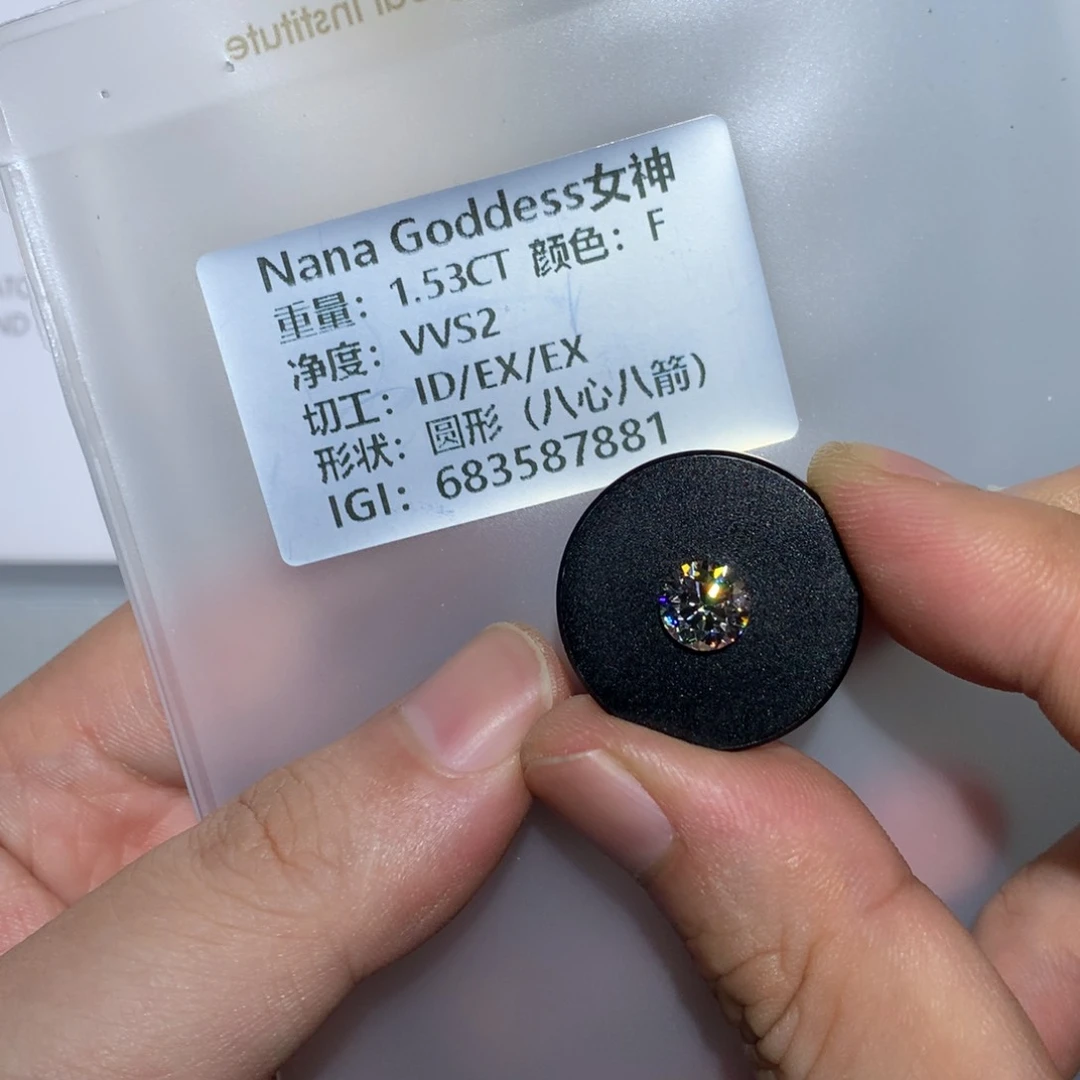 Institute
Nana Goddess女神
重量：1.53CT 颜色：F
净度：VVS2
切工：ID/EX/EX
形状：圆形（八心八箭）
IGI：683587881